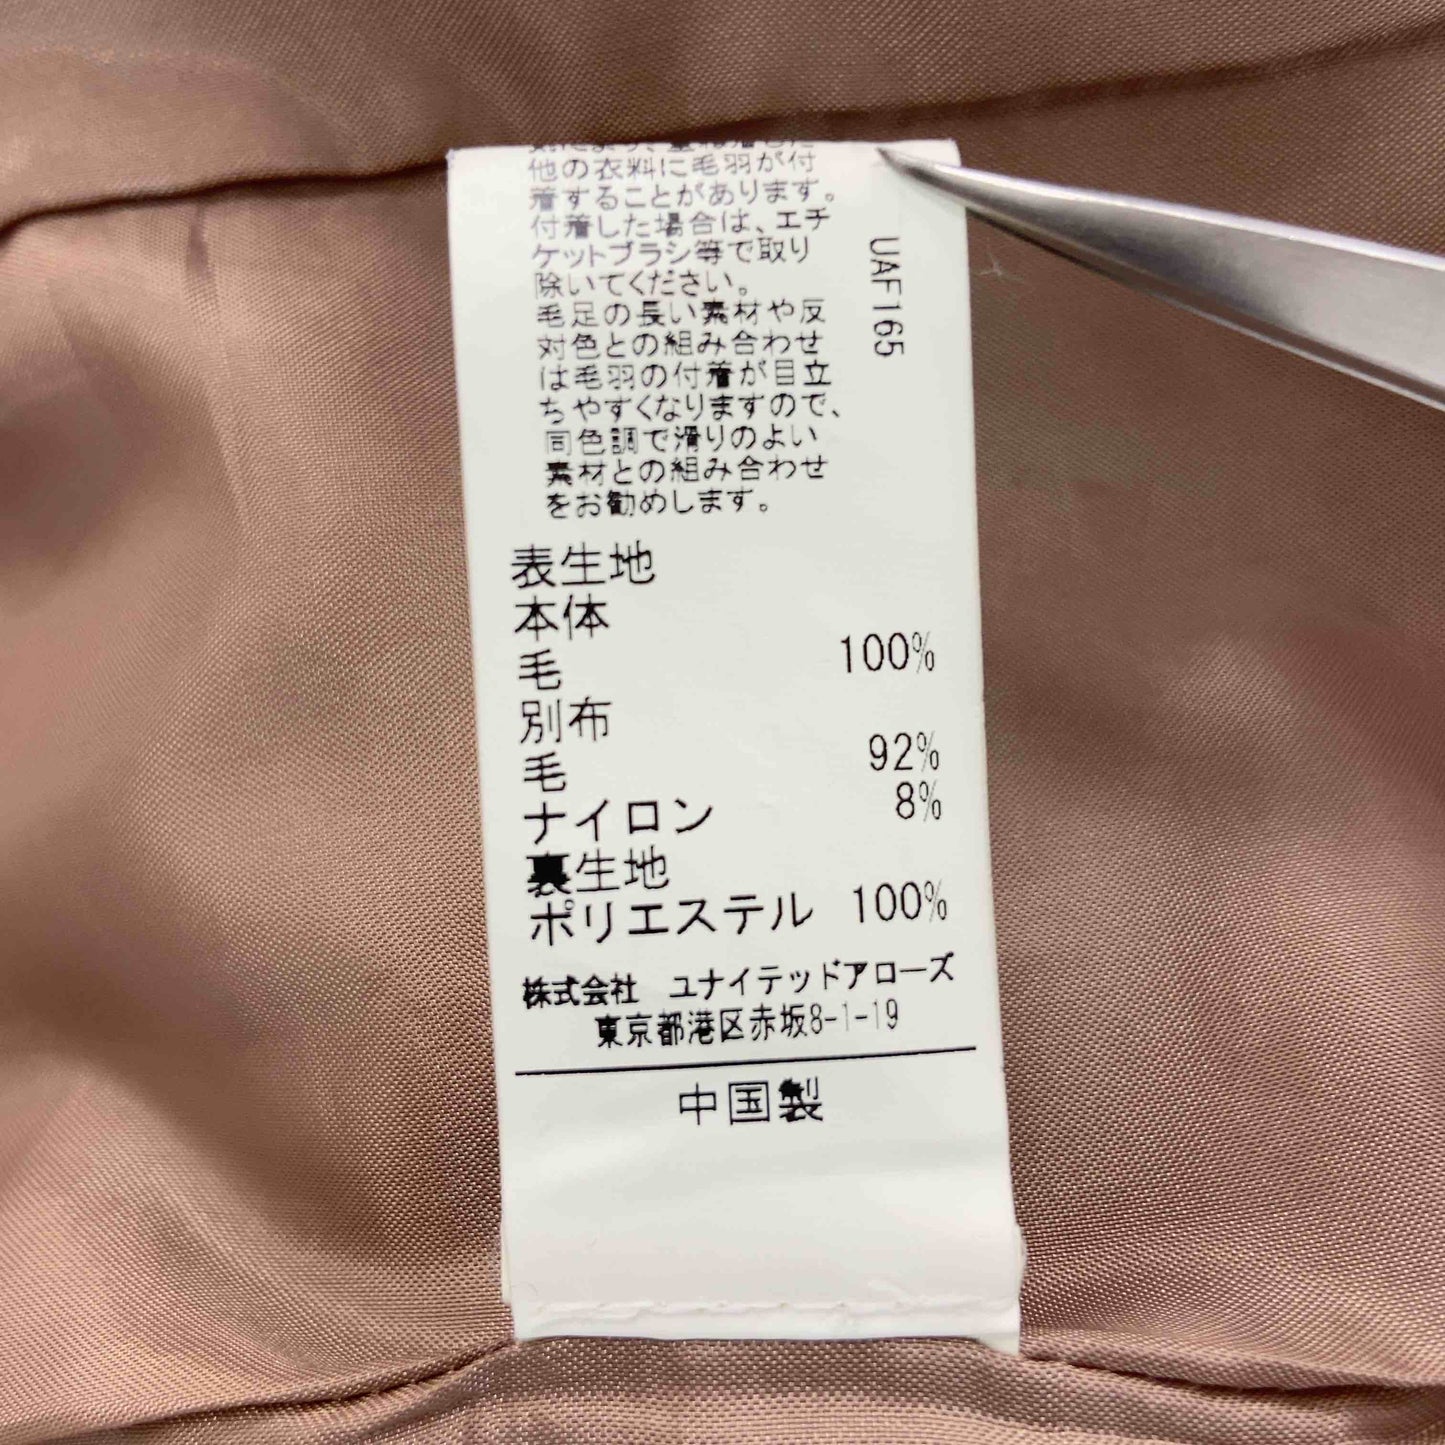 他の衣料に毛羽が付
着することがあります。
付着した場合は、エチ
ケットブラシ等で取り
除いてください。
毛足の長い素材や反
対色との組み合わせ
は毛羽の付着が目立
ちやすくなりますので、
同色調で滑りのよい
素材との組み合わせ
をお勧めします。
UAF165
表生地
本体
毛 100%
別布
毛 92%
ナイロン 8%
裏生地
ポリエステル 100%
株式会社 ユナイテッドアローズ
東京都港区赤坂8-1-19
中国製